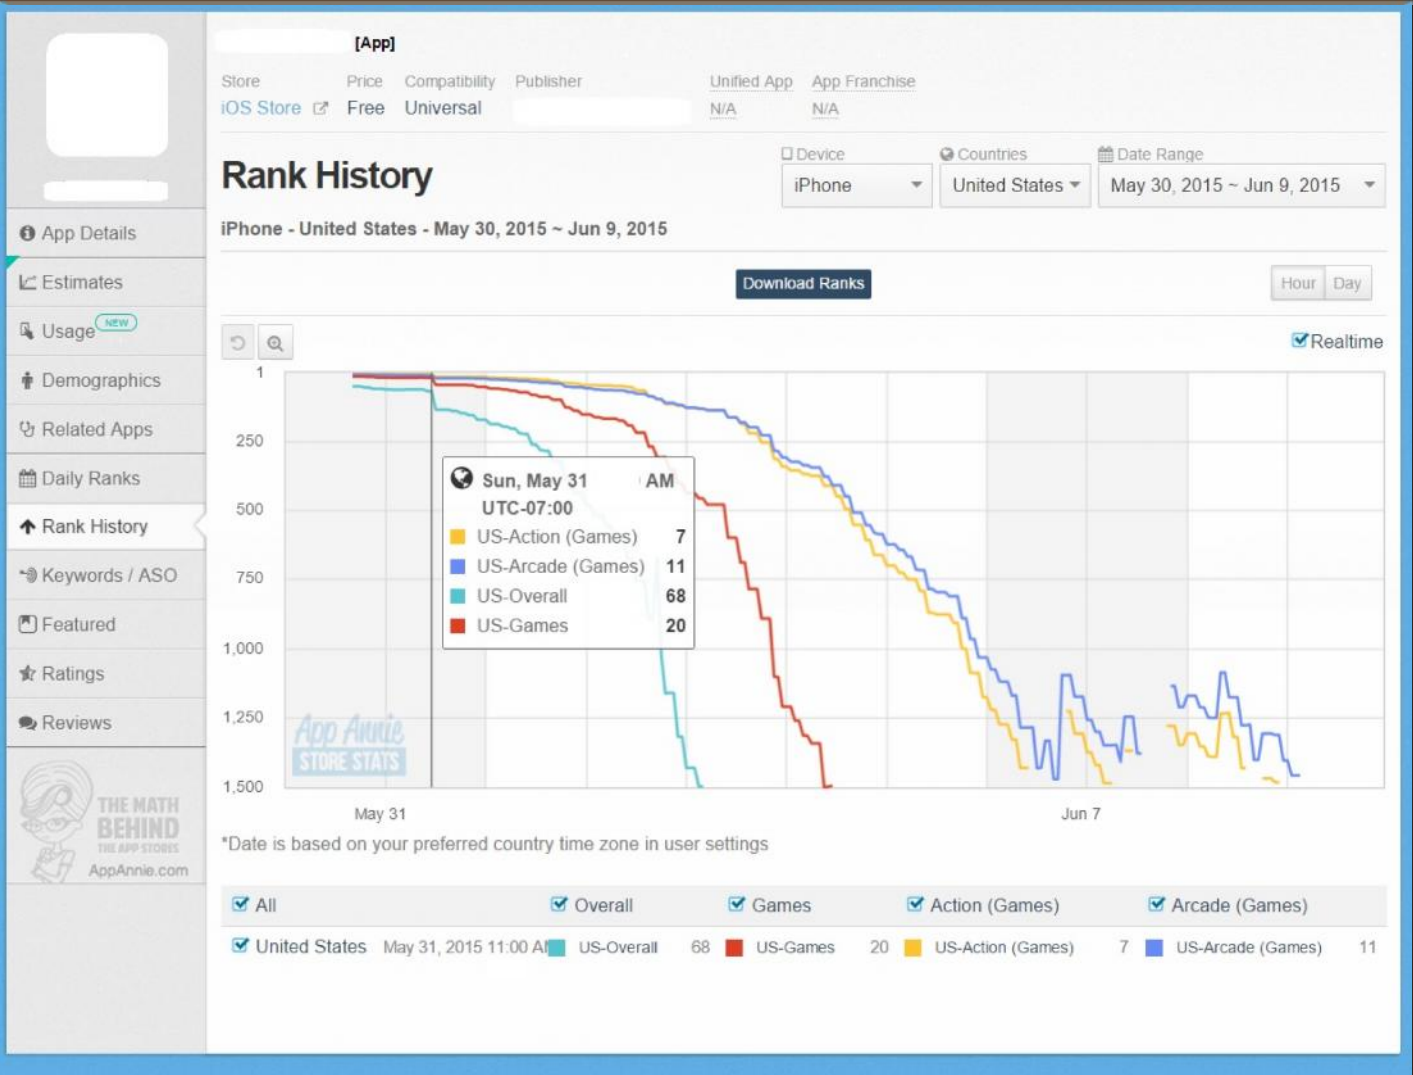 [App]
Store Price Compatibility Publisher Unified App App Franchise
iOS Store Free Universal N/A N/A
Rank History
Device Countries Date Range
iPhone United States May 30, 2015 ~ Jun 9, 2015
iPhone - United States - May 30, 2015 ~ Jun 9, 2015
App Details
Estimates
Usage NEW
Demographics
Related Apps
Daily Ranks
Rank History
Keywords / ASO
Featured
Ratings
Reviews
THE MATH
BEHIND
THE APP STORES
AppAnnie.com
Download Ranks
Hour Day
Realtime
1
250
500
750
1,000
1,250
1,500
Sun, May 31 AM
UTC-07:00
US-Action (Games) 7
US-Arcade (Games) 11
US-Overall 68
US-Games 20
App Annie
STORE STATS
May 31 Jun 7
*Date is based on your preferred country time zone in user settings
All Overall Games Action (Games) Arcade (Games)
United States May 31, 2015 11:00 AM US-Overall 68 US-Games 20 US-Action (Games) 7 US-Arcade (Games) 11